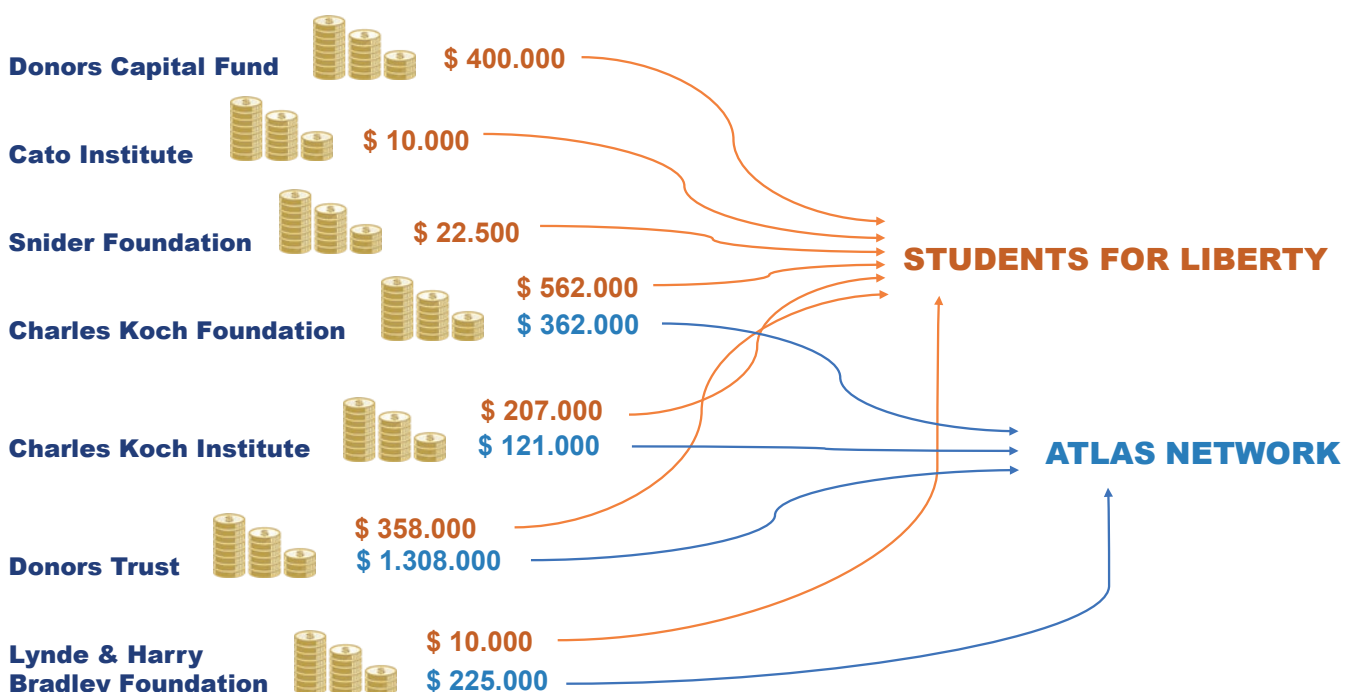 Donors Capital Fund
$ 400.000
Cato Institute
$ 10.000
Snider Foundation
$ 22.500
STUDENTS FOR LIBERTY
Charles Koch Foundation
$ 562.000
$ 362.000
Charles Koch Institute
$ 207.000
$ 121.000
ATLAS NETWORK
Donors Trust
$ 358.000
$ 1.308.000
Lynde & Harry
Bradley Foundation
$ 10.000
$ 225.000